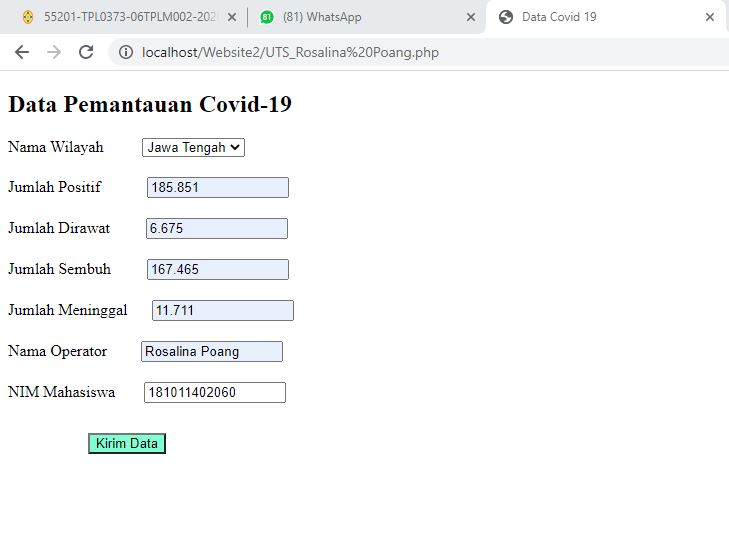 55201-TPL0373-06TPLM002-202
(81) WhatsApp
Data Covid 19
localhost/Website2/UTS_Rosalina%20Poang.php
Data Pemantauan Covid-19
Nama Wilayah Jawa Tengah
Jumlah Positif 185.851
Jumlah Dirawat 6.675
Jumlah Sembuh 167.465
Jumlah Meninggal 11.711
Nama Operator Rosalina Poang
NIM Mahasiswa 181011402060
Kirim Data